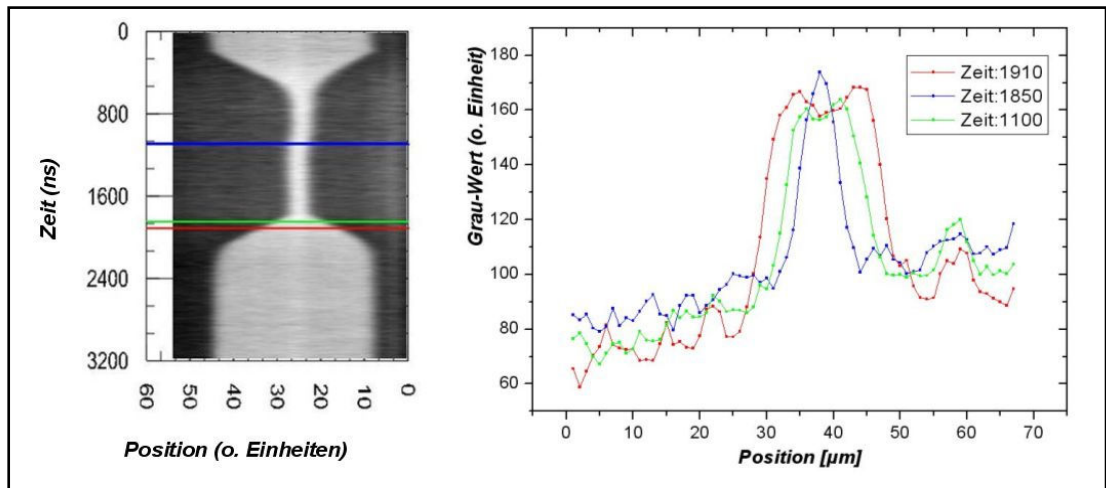 0
800
1600
2400
3200
Zeit (ns)
60 50 40 30 20 10 0
Position (o. Einheiten)
180
160
140
120
100
80
60
Grau-Wert (o. Einheit)
Zeit:1910
Zeit:1850
Zeit:1100
0 10 20 30 40 50 60 70
Position [µm]